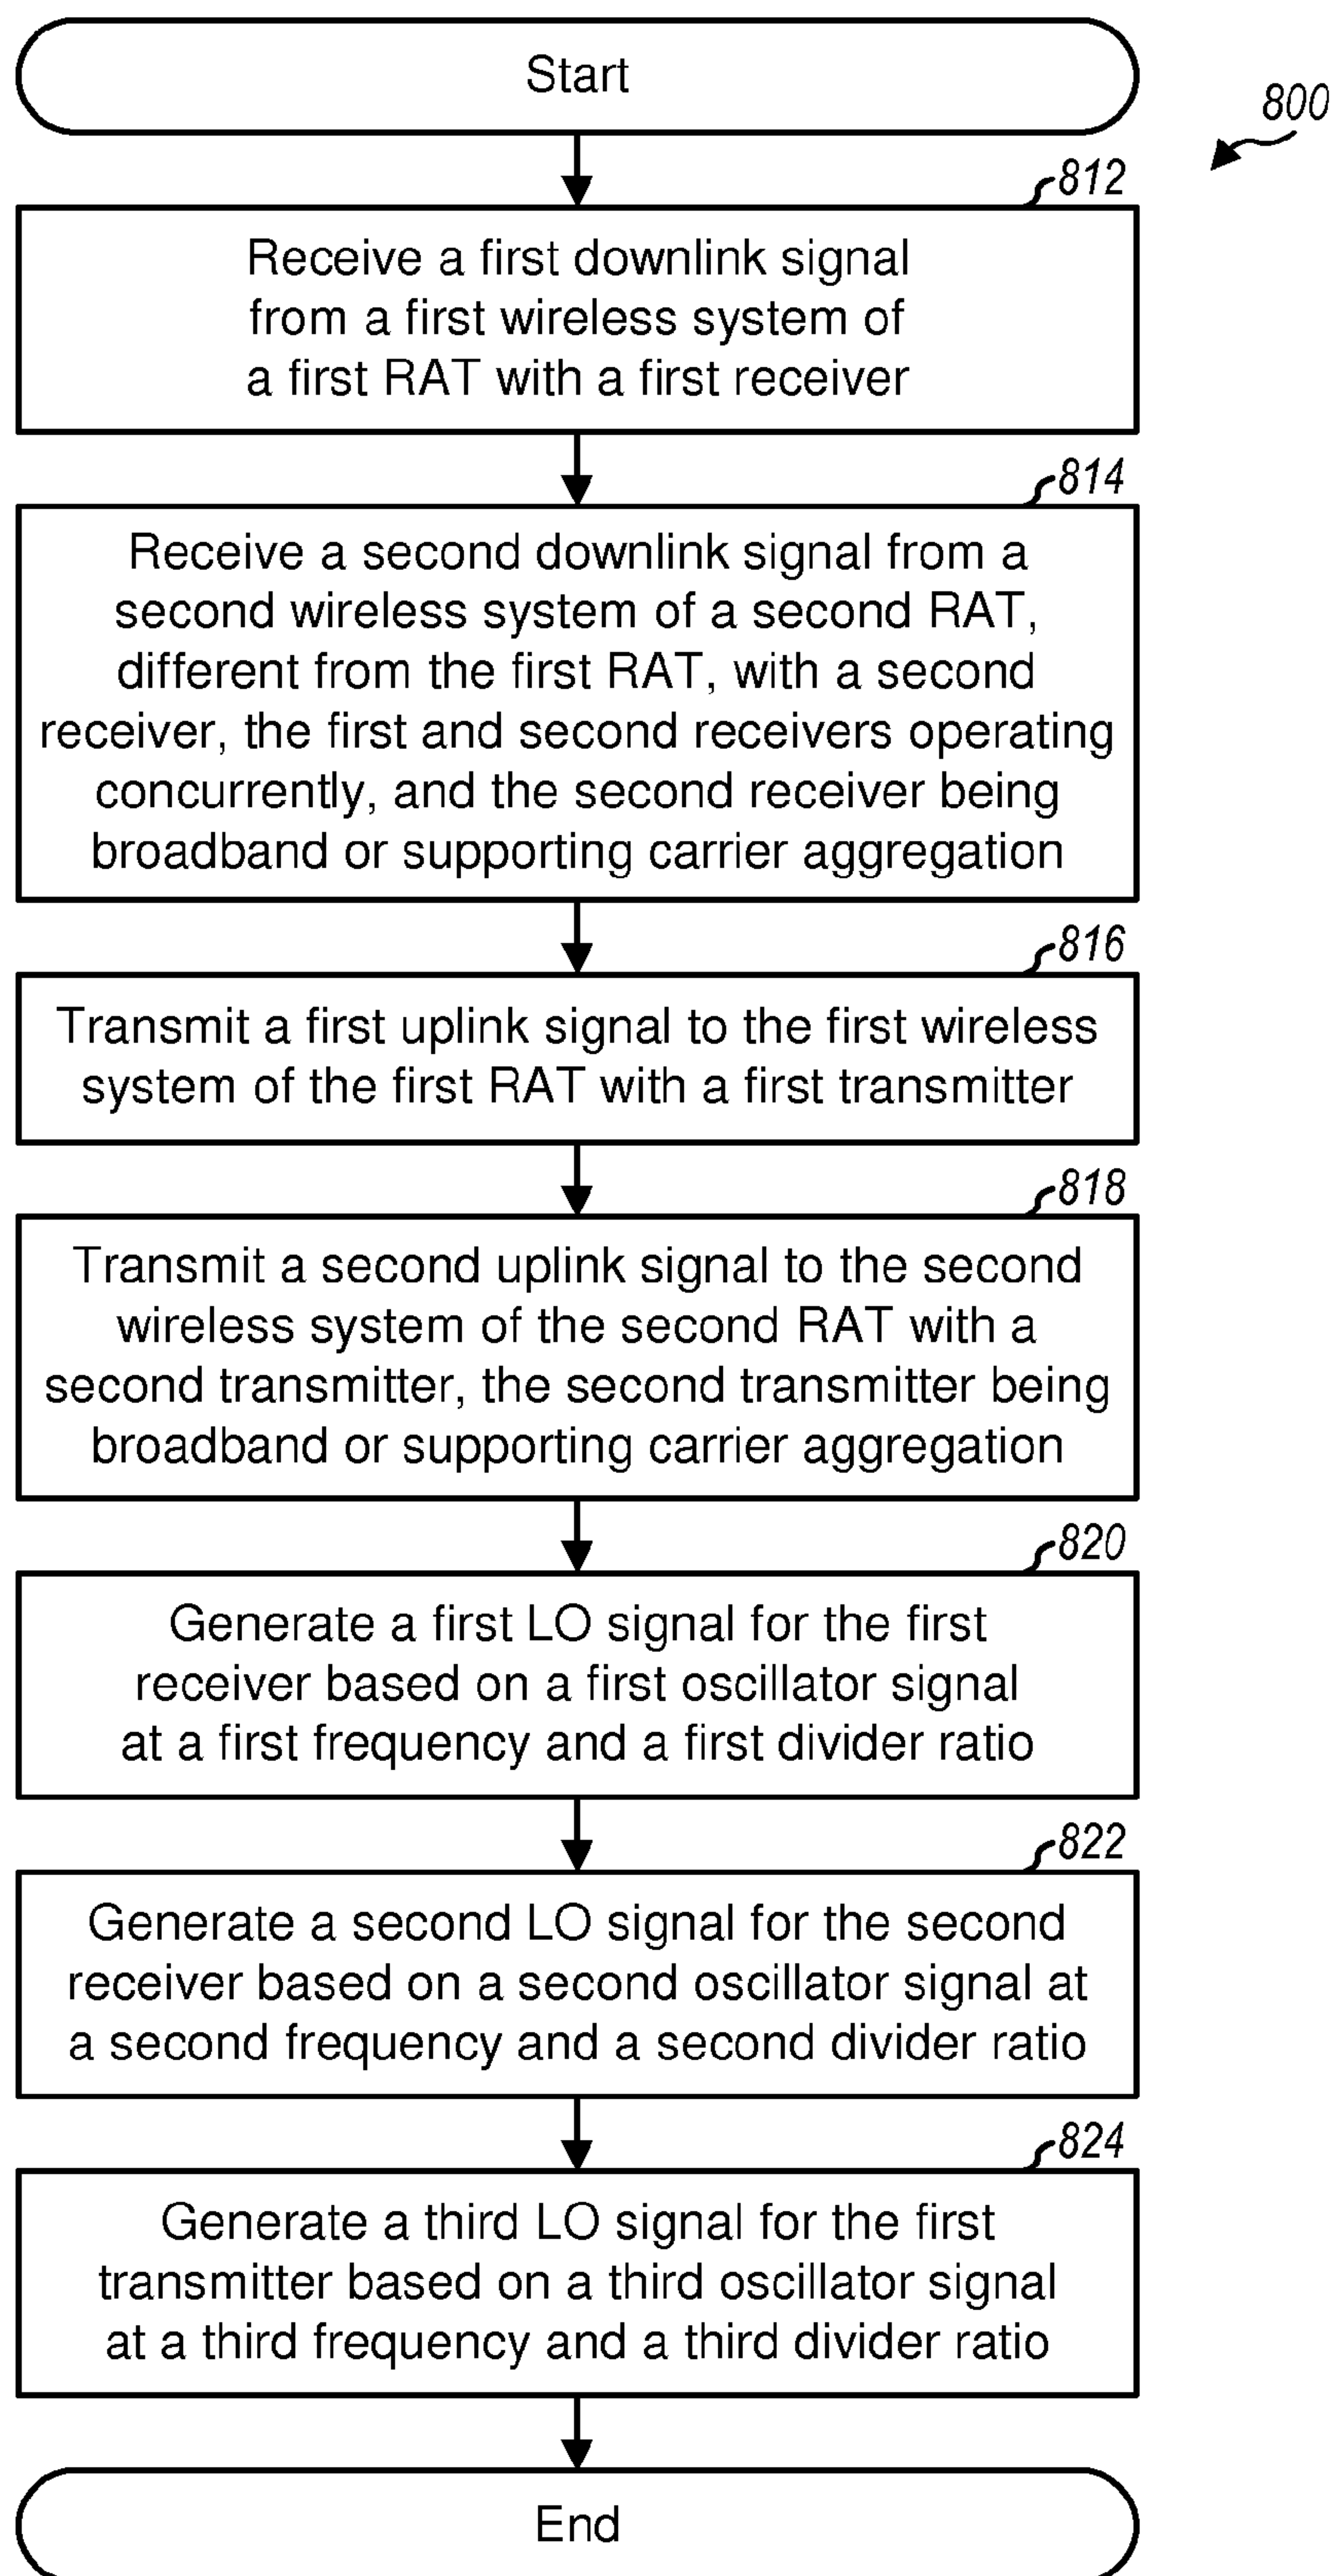 Start
800
812
Receive a first downlink signal
from a first wireless system of
a first RAT with a first receiver
814
Receive a second downlink signal from a
second wireless system of a second RAT,
different from the first RAT, with a second
receiver, the first and second receivers operating
concurrently, and the second receiver being
broadband or supporting carrier aggregation
816
Transmit a first uplink signal to the first wireless
system of the first RAT with a first transmitter
818
Transmit a second uplink signal to the second
wireless system of the second RAT with a
second transmitter, the second transmitter being
broadband or supporting carrier aggregation
820
Generate a first LO signal for the first
receiver based on a first oscillator signal
at a first frequency and a first divider ratio
822
Generate a second LO signal for the second
receiver based on a second oscillator signal at
a second frequency and a second divider ratio
824
Generate a third LO signal for the first
transmitter based on a third oscillator signal
at a third frequency and a third divider ratio
End